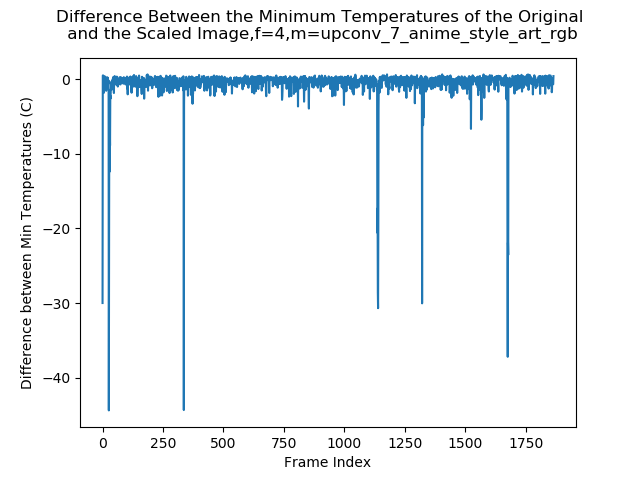 Difference Between the Minimum Temperatures of the Original
and the Scaled Image,f=4,m=upconv_7_anime_style_art_rgb
Difference between Min Temperatures (C)
0
−10
−20
−30
−40
0 250 500 750 1000 1250 1500 1750
Frame Index